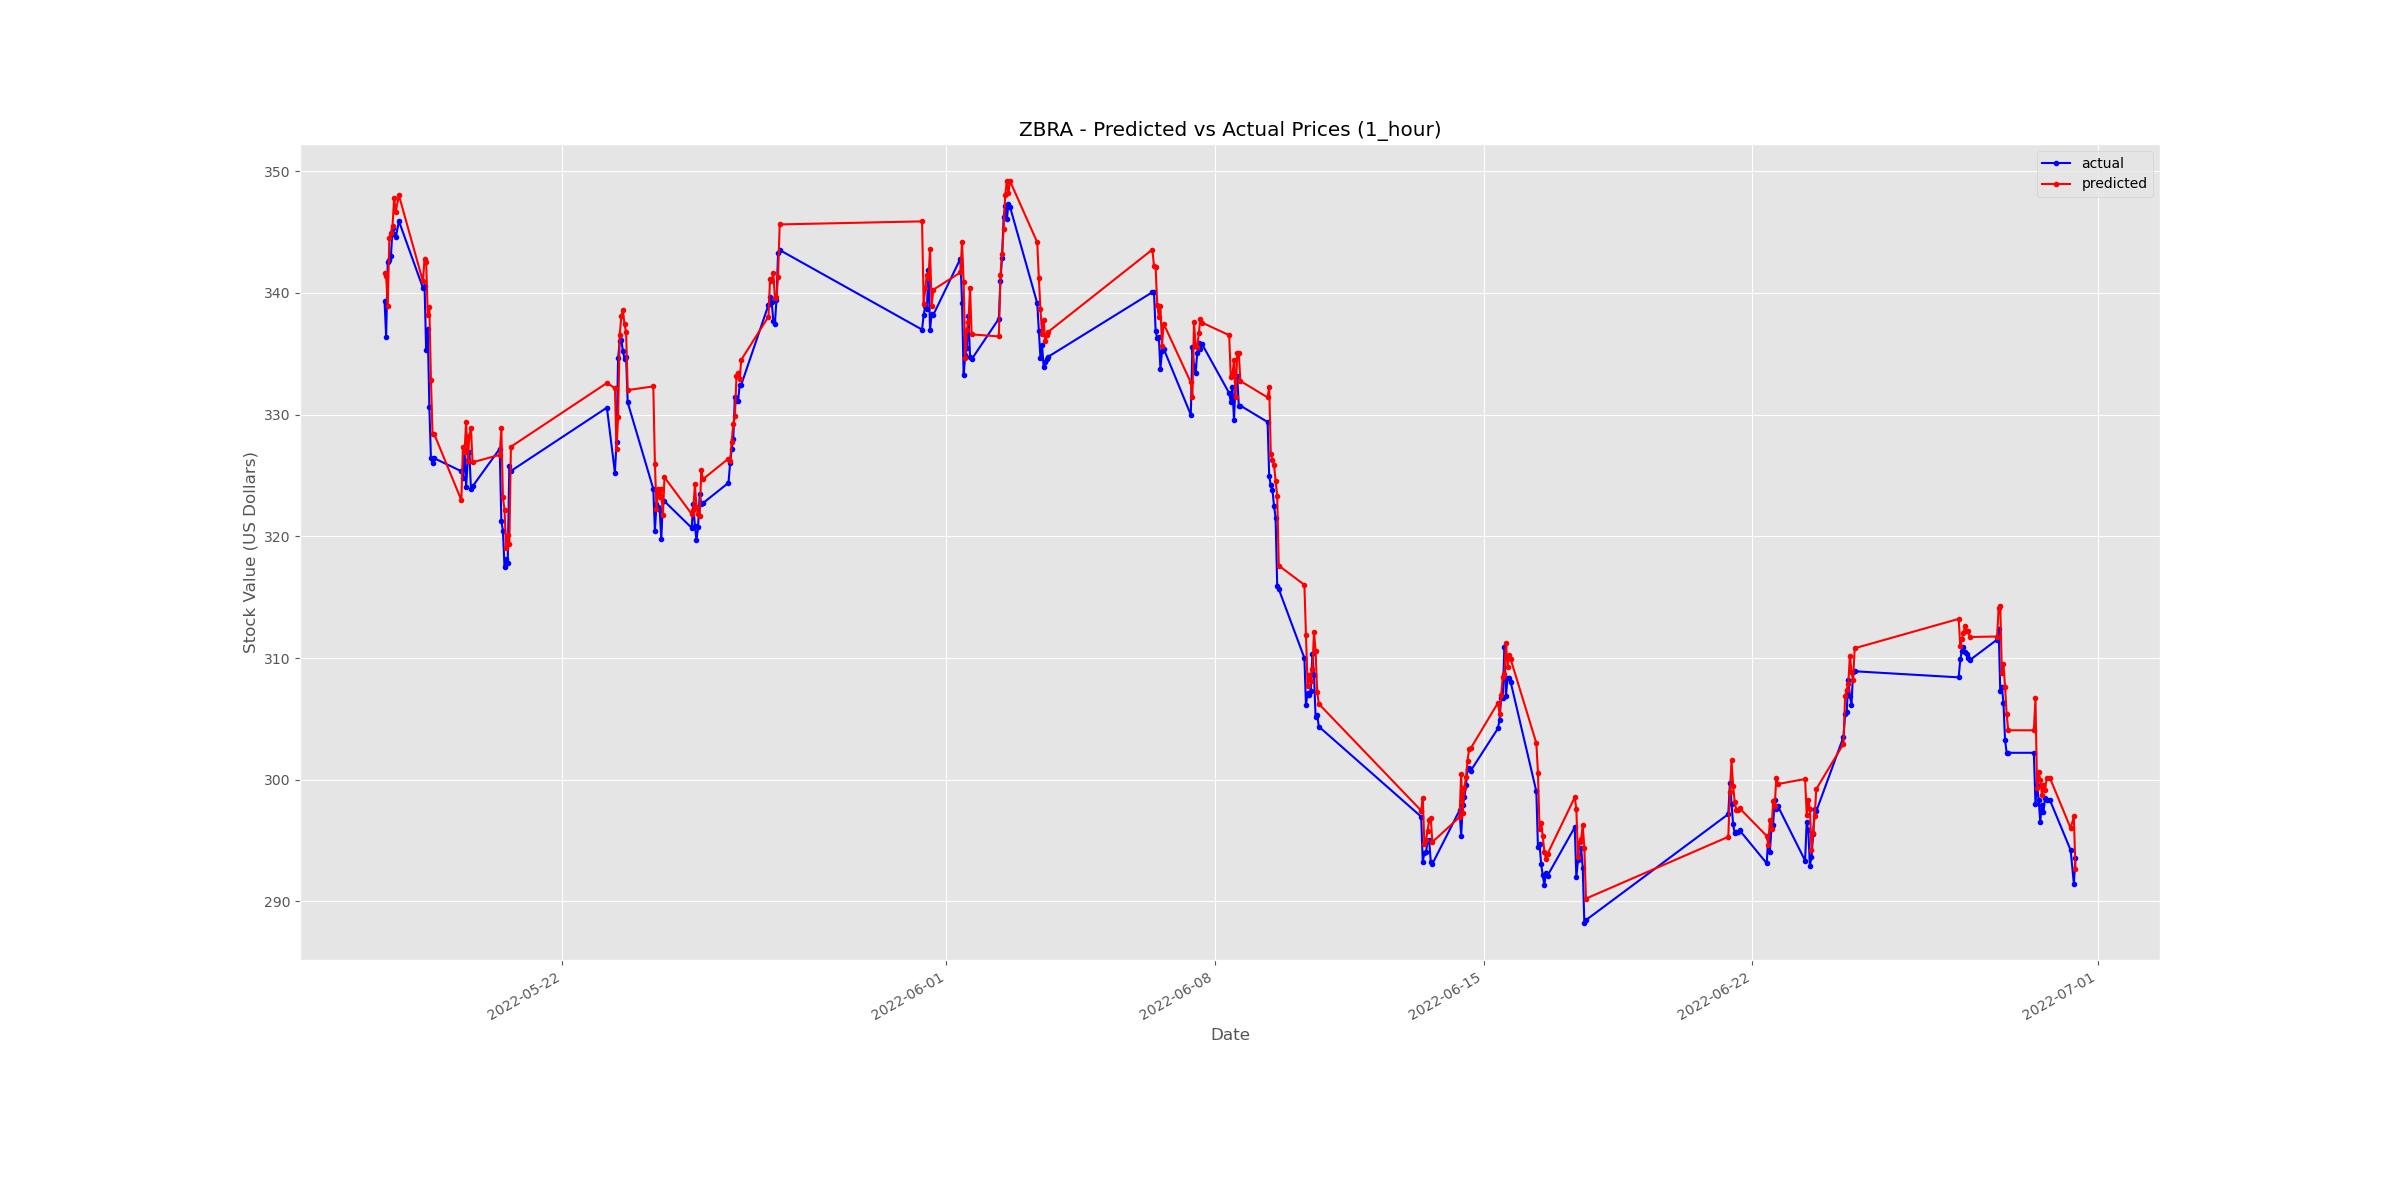 ZBRA - Predicted vs Actual Prices (1_hour)
actual
predicted
350
340
330
320
310
300
290
Stock Value (US Dollars)
2022-05-22
2022-06-01
2022-06-08
2022-06-15
2022-06-22
2022-07-01
Date